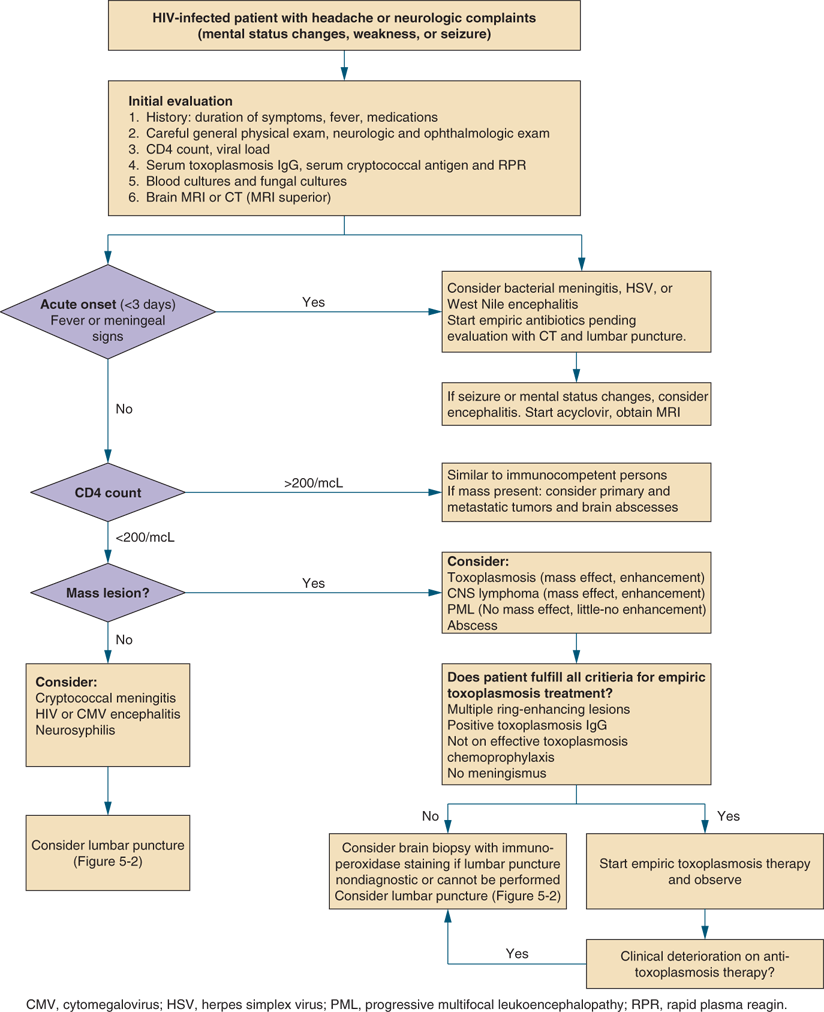 HIV-infected patient with headache or neurologic complaints
(mental status changes, weakness, or seizure)
Initial evaluation
1. History: duration of symptoms, fever, medications
2. Careful general physical exam, neurologic and ophthalmologic exam
3. CD4 count, viral load
4. Serum toxoplasmosis IgG, serum cryptococcal antigen and RPR
5. Blood cultures and fungal cultures
6. Brain MRI or CT (MRI superior)
Acute onset (<3 days)
Fever or meningeal
signs
Yes
Consider bacterial meningitis, HSV, or
West Nile encephalitis
Start empiric antibiotics pending
evaluation with CT and lumbar puncture.
If seizure or mental status changes, consider
encephalitis. Start acyclovir, obtain MRI
No
CD4 count
>200/mcL
Similar to immunocompetent persons
If mass present: consider primary and
metastatic tumors and brain abscesses
<200/mcL
Mass lesion?
Yes
Consider:
Toxoplasmosis (mass effect, enhancement)
CNS lymphoma (mass effect, enhancement)
PML (No mass effect, little-no enhancement)
Abscess
No
Consider:
Cryptococcal meningitis
HIV or CMV encephalitis
Neurosyphilis
Consider lumbar puncture
(Figure 5-2)
Does patient fulfill all critieria for empiric
toxoplasmosis treatment?
Multiple ring-enhancing lesions
Positive toxoplasmosis IgG
Not on effective toxoplasmosis
chemoprophylaxis
No meningismus
No
Yes
Consider brain biopsy with immuno-
peroxidase staining if lumbar puncture
nondiagnostic or cannot be performed
Consider lumbar puncture (Figure 5-2)
Start empiric toxoplasmosis therapy
and observe
Yes
Clinical deterioration on anti-
toxoplasmosis therapy?
CMV, cytomegalovirus; HSV, herpes simplex virus; PML, progressive multifocal leukoencephalopathy; RPR, rapid plasma reagin.